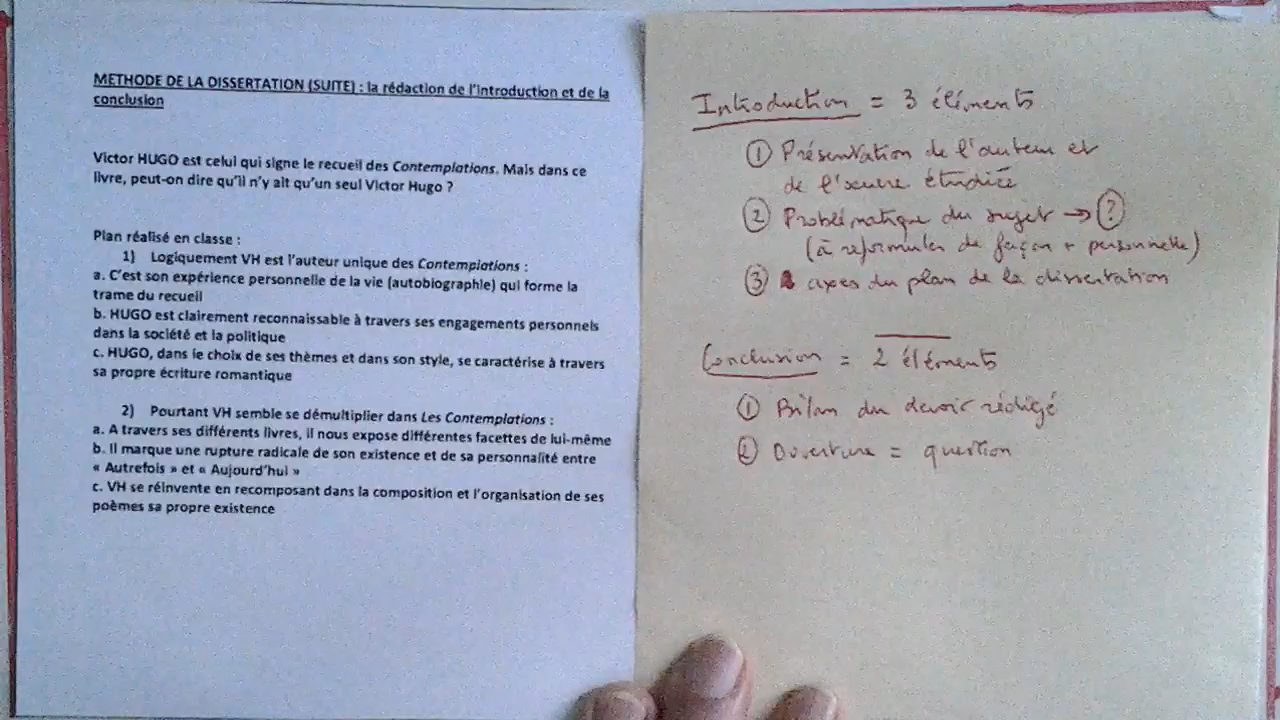 METHODE DE LA DISSERTATION (SUITE) : la rédaction de l'introduction et de la
conclusion
Victor HUGO est celui qui signe le recueil des Contemplations. Mais dans ce
livre, peut-on dire qu'il n'y ait qu'un seul Victor Hugo ?
Plan réalisé en classe :
1) Logiquement VH est l'auteur unique des Contemplations :
a. C'est son expérience personnelle de la vie (autobiographie) qui forme la
trame du recueil
b. HUGO est clairement reconnaissable à travers ses engagements personnels
dans la société et la politique
c. HUGO, dans le choix de ses thèmes et dans son style, se caractérise à travers
sa propre écriture romantique
2) Pourtant VH semble se démultiplier dans Les Contemplations :
a. A travers ses différents livres, il nous expose différentes facettes de lui-même
b. Il marque une rupture radicale de son existence et de sa personnalité entre
« Autrefois » et « Aujourd'hui »
c. VH se réinvente en recomposant dans la composition et l'organisation de ses
poèmes sa propre existence
Introduction = 3 éléments
① Présentation de l'auteur et
de l'œuvre étudiée
② Problématique du sujet → ?
(à reformuler de façon + personnelle)
③ axes du plan de la dissertation
Conclusion = 2 éléments
① Bilan du devoir rédigé
② Ouverture = question